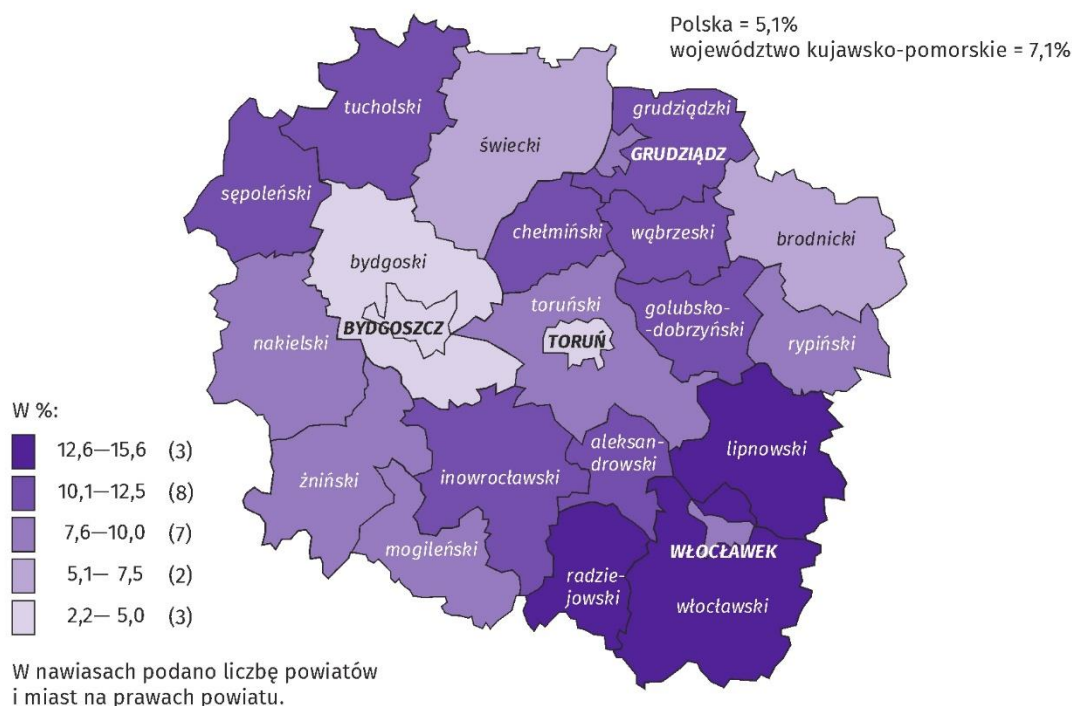 Polska = 5,1%
województwo kujawsko-pomorskie = 7,1%
tucholski
grudziądzki
świecki
GRUDZIĄDZ
sępoleński
chełmiński
wąbrzeski
brodnicki
bydgoski
toruński
golubsko-
-dobrzyński
BYDGOSZCZ
TORUŃ
nakielski
rypiński
W %:
12,6—15,6 (3)
10,1—12,5 (8)
7,6—10,0 (7)
5,1— 7,5 (2)
2,2— 5,0 (3)
aleksan-
drowski
lipnowski
żniński
inowrocławski
mogileński
WŁOCŁAWEK
radzie-
jowski
włocławski
W nawiasach podano liczbę powiatów
i miast na prawach powiatu.